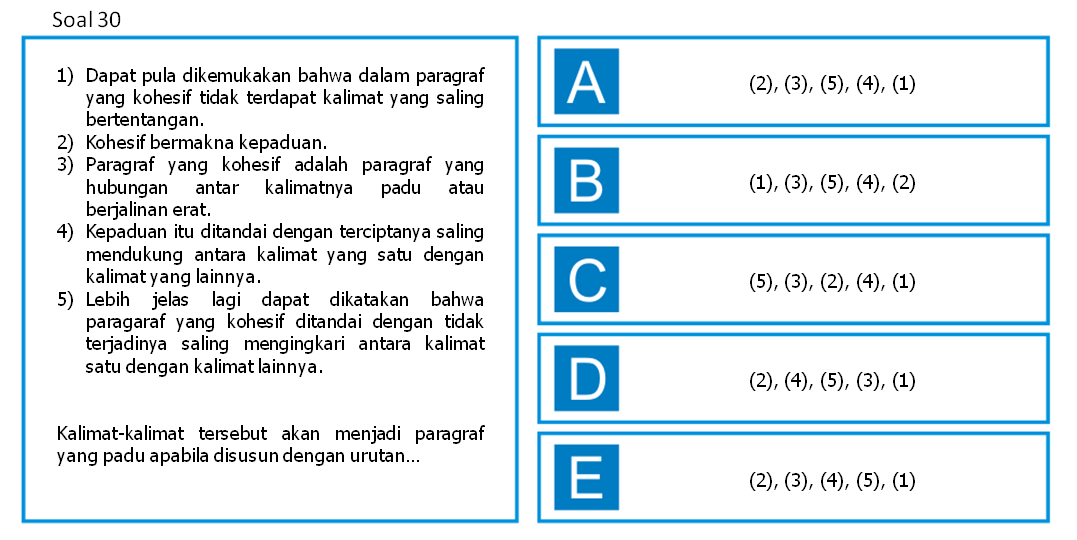 Soal 30
1) Dapat pula dikemukakan bahwa dalam paragraf
yang kohesif tidak terdapat kalimat yang saling
bertentangan.
2) Kohesif bermakna kepaduan.
3) Paragraf yang kohesif adalah paragraf yang
hubungan antar kalimatnya padu atau
berjalinan erat.
4) Kepaduan itu ditandai dengan terciptanya saling
mendukung antara kalimat yang satu dengan
kalimat yang lainnya.
5) Lebih jelas lagi dapat dikatakan bahwa
paragaraf yang kohesif ditandai dengan tidak
terjadinya saling mengingkari antara kalimat
satu dengan kalimat lainnya.
Kalimat-kalimat tersebut akan menjadi paragraf
yang padu apabila disusun dengan urutan...
A (2), (3), (5), (4), (1)
B (1), (3), (5), (4), (2)
C (5), (3), (2), (4), (1)
D (2), (4), (5), (3), (1)
E (2), (3), (4), (5), (1)